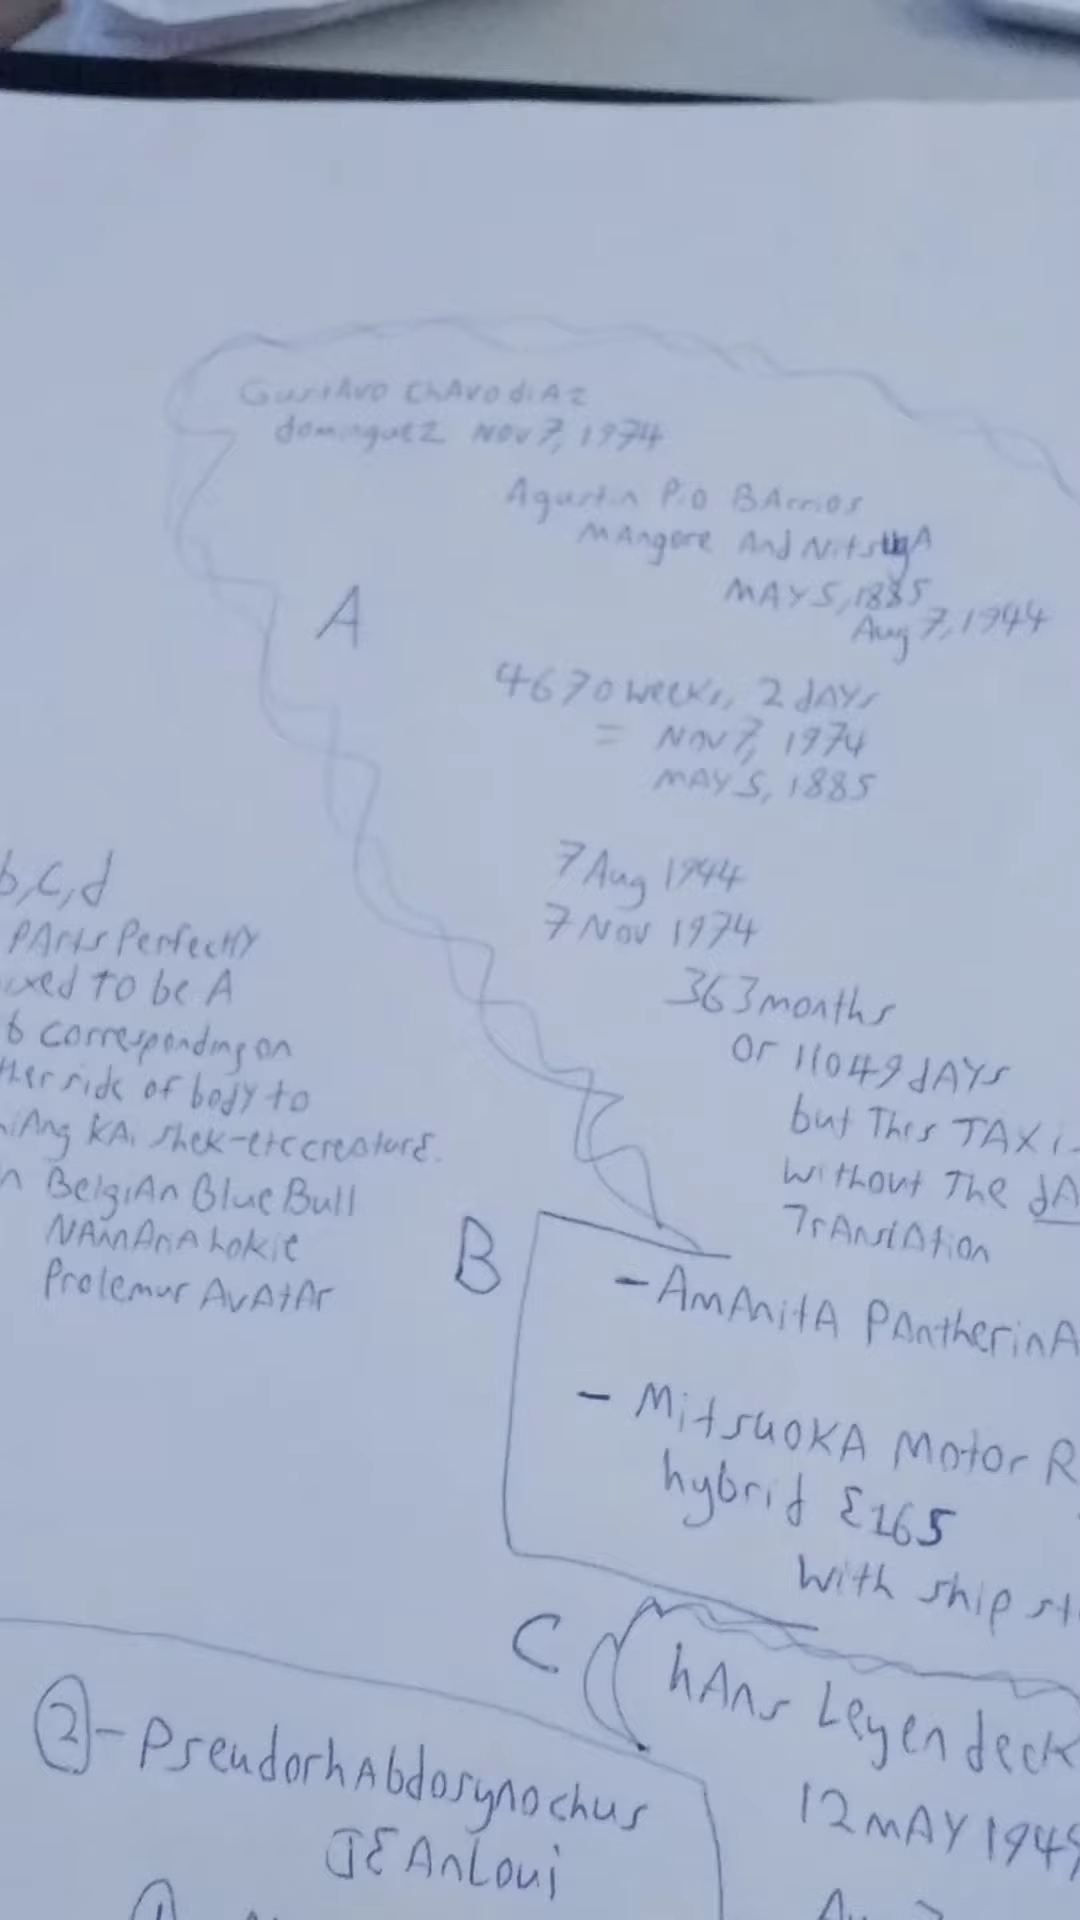 GustAvo ChAvo diAz
dominguez Nov 7, 1974
Agustin Pio BArrios
MAngore And NitsugA
MAY 5, 1885
Aug 7, 1944
A
4670 weeks, 2 dAys
= Nov 7, 1974
MAY 5, 1885
7 Aug 1944
7 Nov 1974
363 months
or 11049 dAYs
but This TAXi
without The
TrAnslAtion
b, c, d
PArts Perfectly
to be A
6 corresponding on
side of body to
KAi shek-etc creature.
BelgiAn Blue Bull
NAmAnA hokie
Prolemur AvAtAr
B
- AmAnitA PAntherinA
- MitsuokA Motor R
hybrid E165
with ship
C
hAns Leyendeck
12 MAY 194
② - PseudorhAbdosynochus
JEAnLoui
①